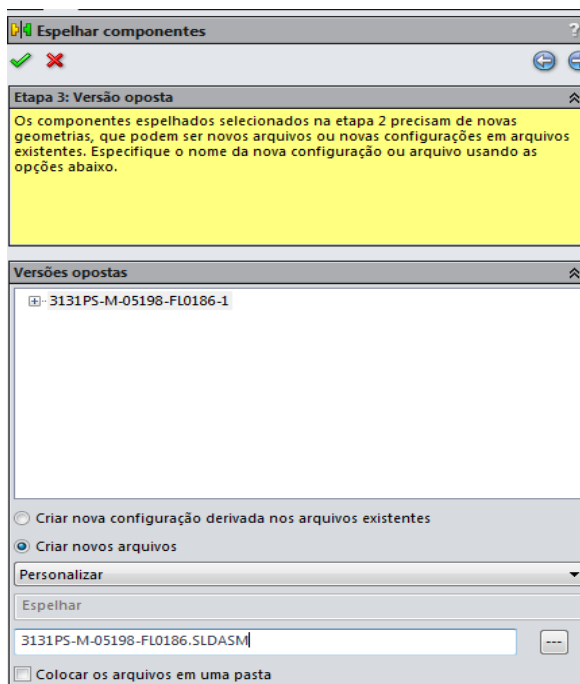 Espelhar componentes
?
Etapa 3: Versão oposta
Os componentes espelhados selecionados na etapa 2 precisam de novas
geometrias, que podem ser novos arquivos ou novas configurações em arquivos
existentes. Especifique o nome da nova configuração ou arquivo usando as
opções abaixo.
Versões opostas
3131PS-M-05198-FL0186-1
Criar nova configuração derivada nos arquivos existentes
Criar novos arquivos
Personalizar
Espelhar
3131PS-M-05198-FL0186.SLDASM
...
Colocar os arquivos em uma pasta